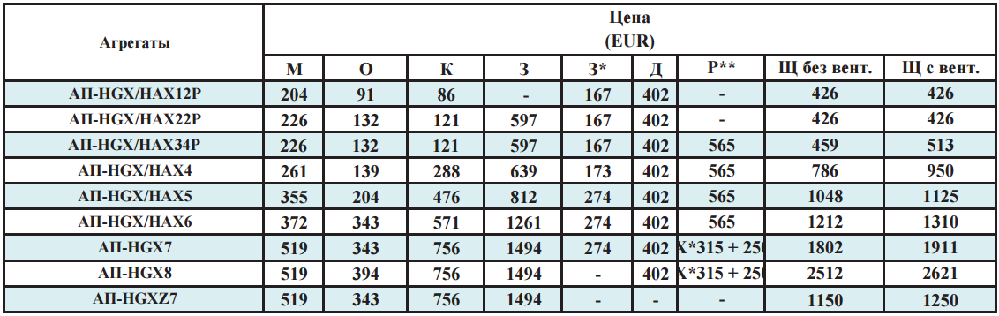 Агрегаты Цена
(EUR)
М О К З З* Д Р** Щ без вент. Щ с вент.
АП-HGX/HAX12P 204 91 86 - 167 402 - 426 426
АП-HGX/HAX22P 226 132 121 597 167 402 - 426 426
АП-HGX/HAX34P 226 132 121 597 167 402 565 459 513
АП-HGX/HAX4 261 139 288 639 173 402 565 786 950
АП-HGX/HAX5 355 204 476 812 274 402 565 1048 1125
АП-HGX/HAX6 372 343 571 1261 274 402 565 1212 1310
АП-HGX7 519 343 756 1494 274 402 X*315 + 250 1802 1911
АП-HGX8 519 394 756 1494 - 402 X*315 + 250 2512 2621
АП-HGXZ7 519 343 756 1494 - - - 1150 1250